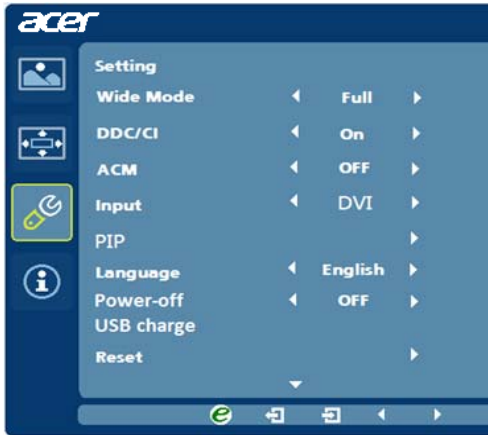 acer
Setting
Wide Mode Full
DDC/CI On
ACM OFF
Input DVI
PIP
Language English
Power-off OFF
USB charge
Reset
e